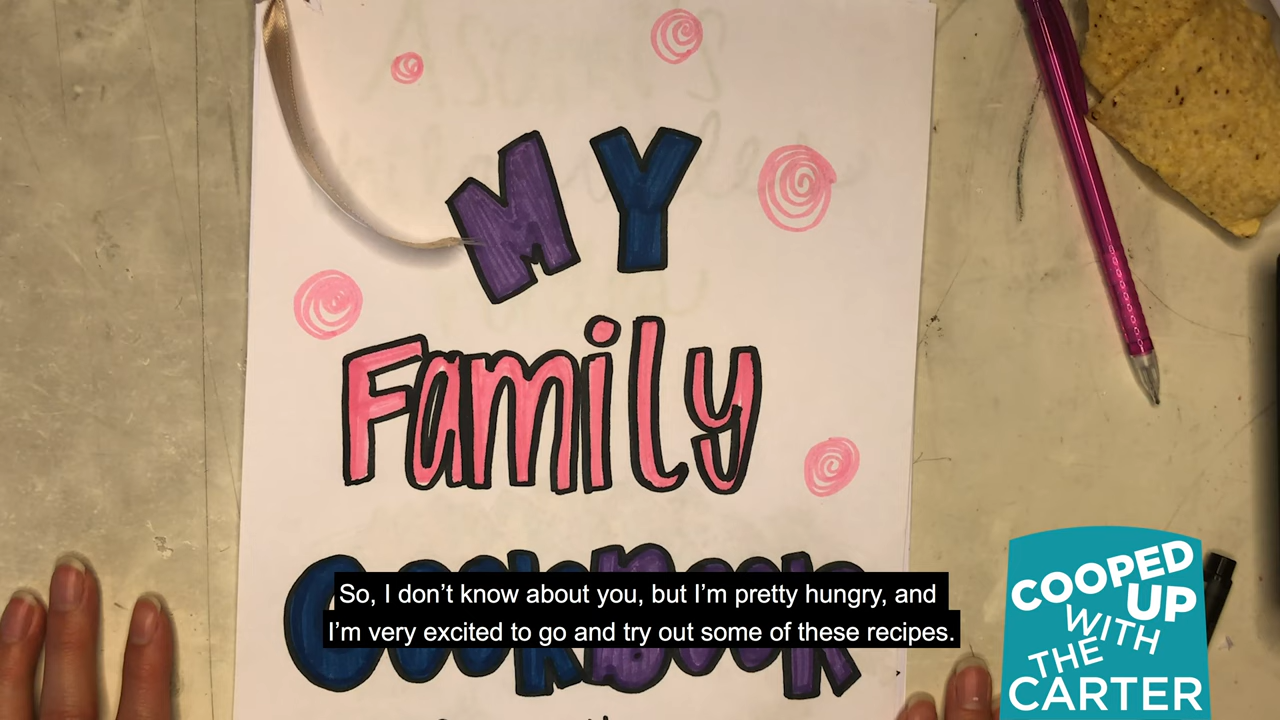 MY
Family
CookBook
So, I don't know about you, but I'm pretty hungry, and
I'm very excited to go and try out some of these recipes.
COOPED
UP
WITH
THE
CARTER